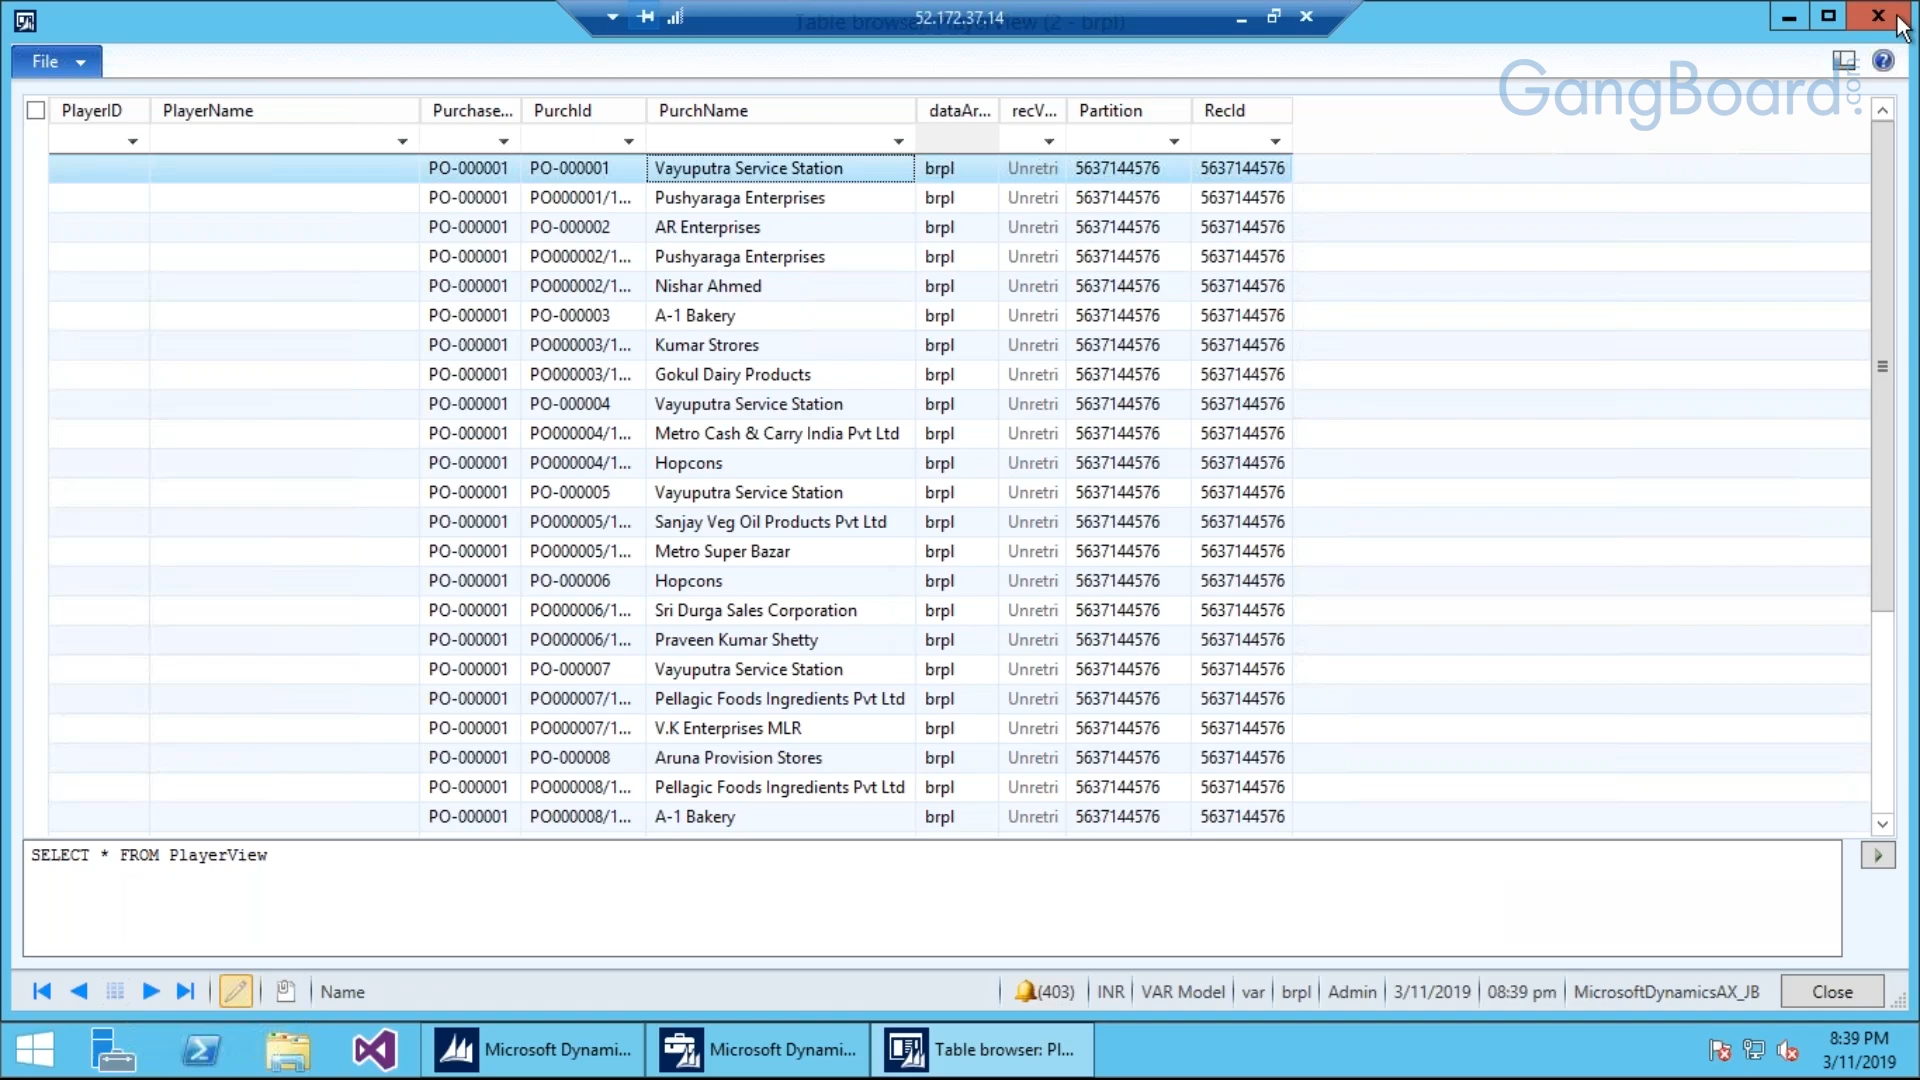 52.172.37.14
Table browser: PlayerView (2 - brpl)
File
GangBoard.com
PlayerID PlayerName Purchase... PurchId PurchName dataAr... recV... Partition RecId
PO-000001 PO-000001 Vayuputra Service Station brpl Unretri 5637144576 5637144576
PO-000001 PO000001/1... Pushyaraga Enterprises brpl Unretri 5637144576 5637144576
PO-000001 PO-000002 AR Enterprises brpl Unretri 5637144576 5637144576
PO-000001 PO000002/1... Pushyaraga Enterprises brpl Unretri 5637144576 5637144576
PO-000001 PO000002/1... Nishar Ahmed brpl Unretri 5637144576 5637144576
PO-000001 PO-000003 A-1 Bakery brpl Unretri 5637144576 5637144576
PO-000001 PO000003/1... Kumar Strores brpl Unretri 5637144576 5637144576
PO-000001 PO000003/1... Gokul Dairy Products brpl Unretri 5637144576 5637144576
PO-000001 PO-000004 Vayuputra Service Station brpl Unretri 5637144576 5637144576
PO-000001 PO000004/1... Metro Cash & Carry India Pvt Ltd brpl Unretri 5637144576 5637144576
PO-000001 PO000004/1... Hopcons brpl Unretri 5637144576 5637144576
PO-000001 PO-000005 Vayuputra Service Station brpl Unretri 5637144576 5637144576
PO-000001 PO000005/1... Sanjay Veg Oil Products Pvt Ltd brpl Unretri 5637144576 5637144576
PO-000001 PO000005/1... Metro Super Bazar brpl Unretri 5637144576 5637144576
PO-000001 PO-000006 Hopcons brpl Unretri 5637144576 5637144576
PO-000001 PO000006/1... Sri Durga Sales Corporation brpl Unretri 5637144576 5637144576
PO-000001 PO000006/1... Praveen Kumar Shetty brpl Unretri 5637144576 5637144576
PO-000001 PO-000007 Vayuputra Service Station brpl Unretri 5637144576 5637144576
PO-000001 PO000007/1... Pellagic Foods Ingredients Pvt Ltd brpl Unretri 5637144576 5637144576
PO-000001 PO000007/1... V.K Enterprises MLR brpl Unretri 5637144576 5637144576
PO-000001 PO-000008 Aruna Provision Stores brpl Unretri 5637144576 5637144576
PO-000001 PO000008/1... Pellagic Foods Ingredients Pvt Ltd brpl Unretri 5637144576 5637144576
PO-000001 PO000008/1... A-1 Bakery brpl Unretri 5637144576 5637144576
SELECT * FROM PlayerView
Name (403) INR VAR Model var brpl Admin 3/11/2019 08:39 pm MicrosoftDynamicsAX_JB Close
Microsoft Dynami... Microsoft Dynami... Table browser: Pl... 8:39 PM
3/11/2019